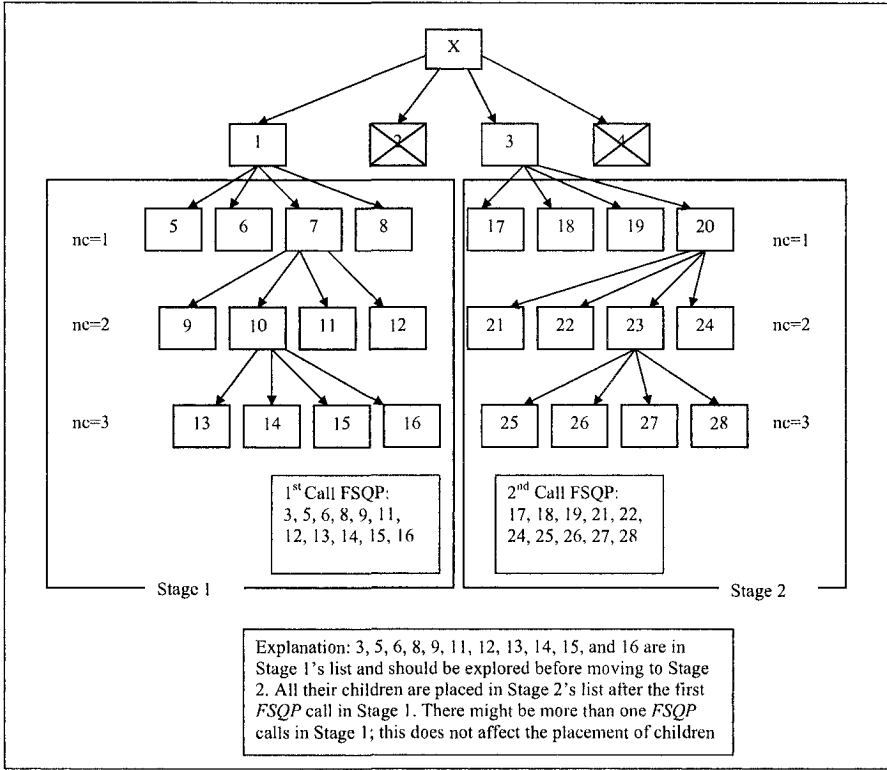 X
1 2 3 4
nc=1 5 6 7 8 17 18 19 20 nc=1
nc=2 9 10 11 12 21 22 23 24 nc=2
nc=3 13 14 15 16 25 26 27 28 nc=3
1st Call FSQP:
3, 5, 6, 8, 9, 11,
12, 13, 14, 15, 16
2nd Call FSQP:
17, 18, 19, 21, 22,
24, 25, 26, 27, 28
Stage 1
Stage 2
Explanation: 3, 5, 6, 8, 9, 11, 12, 13, 14, 15, and 16 are in
Stage 1's list and should be explored before moving to Stage
2. All their children are placed in Stage 2's list after the first
FSQP call in Stage 1. There might be more than one FSQP
calls in Stage 1; this does not affect the placement of children